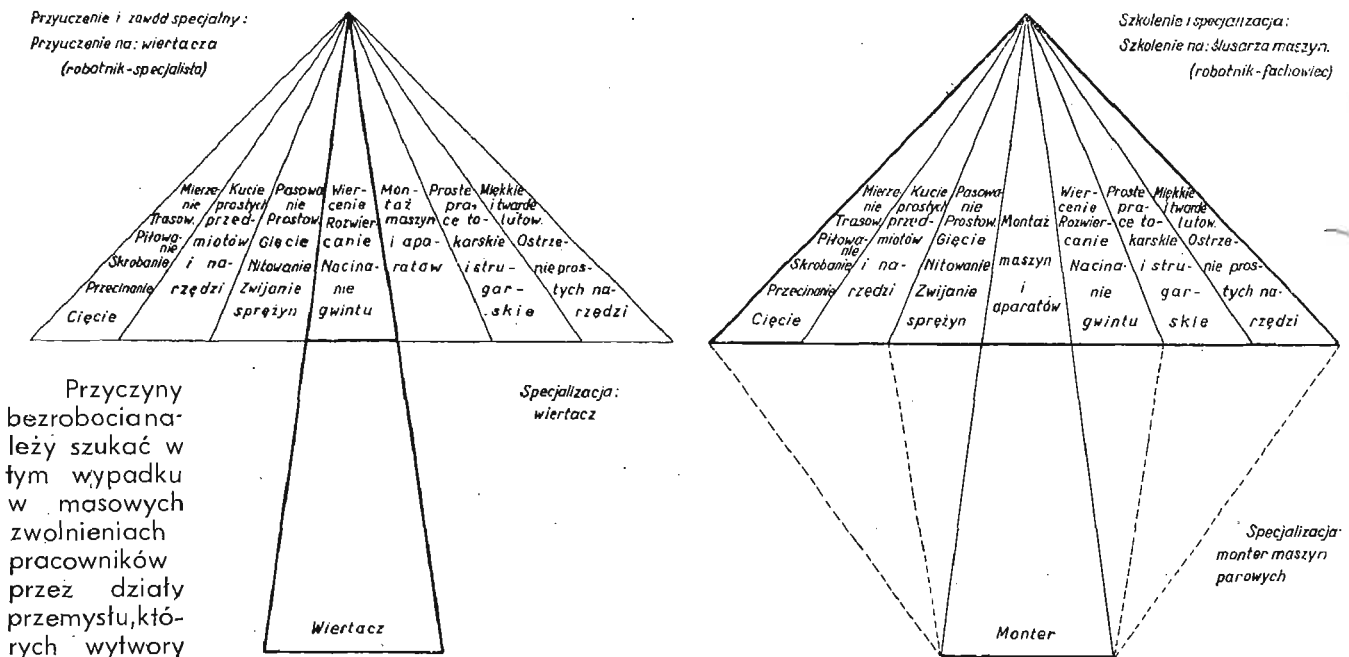 Przyuczenie i zawód specjalny:
Przyuczenie na: wiertacza
(robotnik-specjalista)
Mierze-
nie
Trasow.
Piłowa-
nie
Skrobanie
Przecinanie
Cięcie
Kucie
prostych
przed-
miotów
i na-
rzędzi
Pasowa
nie
Prostow.
Gięcie
Nitowanie
Zwijanie
sprężyn
Wier-
cenie
Rozwier-
canie
Nacina-
nie
gwintu
Mon-
taż
maszyn
i apa-
ratów
Proste
pra-
ce to-
karskie
i stru-
gar-
skie
Miękkie
i twarde
lutow.
Ostrze-
nie pros-
tych na-
rzędzi
Specjalizacja:
wiertacz
Wiertacz
Szkolenie i specjalizacja:
Szkolenie na: ślusarza maszyn.
(robotnik-fachowiec)
Mierze-
nie
Trasow.
Piłowa-
nie
Skrobanie
Przecinanie
Cięcie
Kucie
prostych
przed-
miotów
i na-
rzędzi
Pasowa-
nie
Prostow.
Gięcie
Nitowanie
Zwijanie
sprężyn
Montaż
maszyn
i
aparatów
Wier-
cenie
Rozwier-
canie
Nacina-
nie
gwintu
Proste
pra-
ce to-
karskie
i stru-
gar-
skie
Miękkie
i twarde
lutow.
Ostrze-
nie pros-
tych na-
rzędzi
Specjalizacja:
monter maszyn
parowych
Monter
Przyczyny
bezrobocia na-
leży szukać w
tym wypadku
w masowych
zwolnieniach
pracowników
przez działy
przemysłu, któ-
rych wytwory